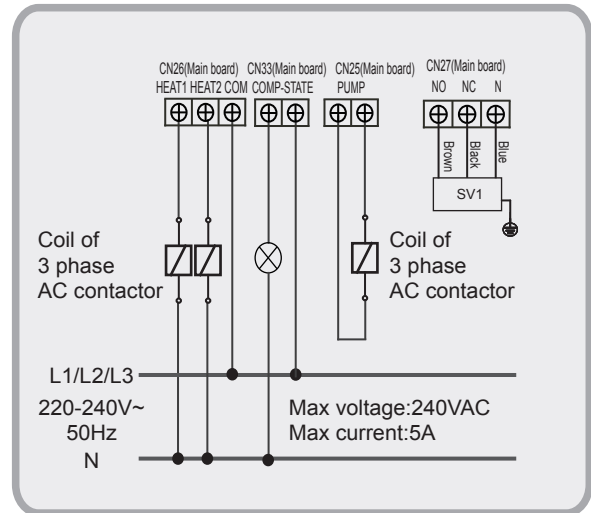 CN26(Main board) CN33(Main board) CN25(Main board) CN27(Main board)
HEAT1 HEAT2 COM COMP-STATE PUMP NO NC N
Brown
Black
Blue
SV1
Coil of
3 phase
AC contactor
Coil of
3 phase
AC contactor
L1/L2/L3
220-240V~
50Hz
N
Max voltage:240VAC
Max current:5A